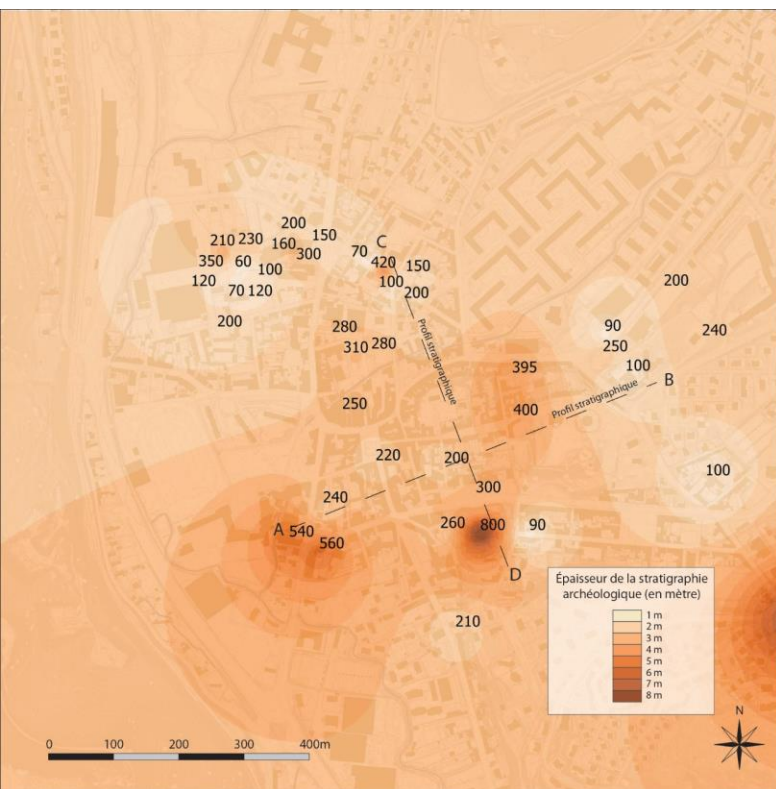 200
210 230 160 150
300
70 C
350 60 100
420 150
120 70 120
100
200
200
200
280
310 280
90
250
240
395
100
B
250
400
Profil stratigraphique
Profil stratigraphique
220
200
100
240
300
A 540
560
260 800 90
D
210
Épaisseur de la stratigraphie
archéologique (en mètre)
1 m
2 m
3 m
4 m
5 m
6 m
7 m
8 m
N
0 100 200 300 400m